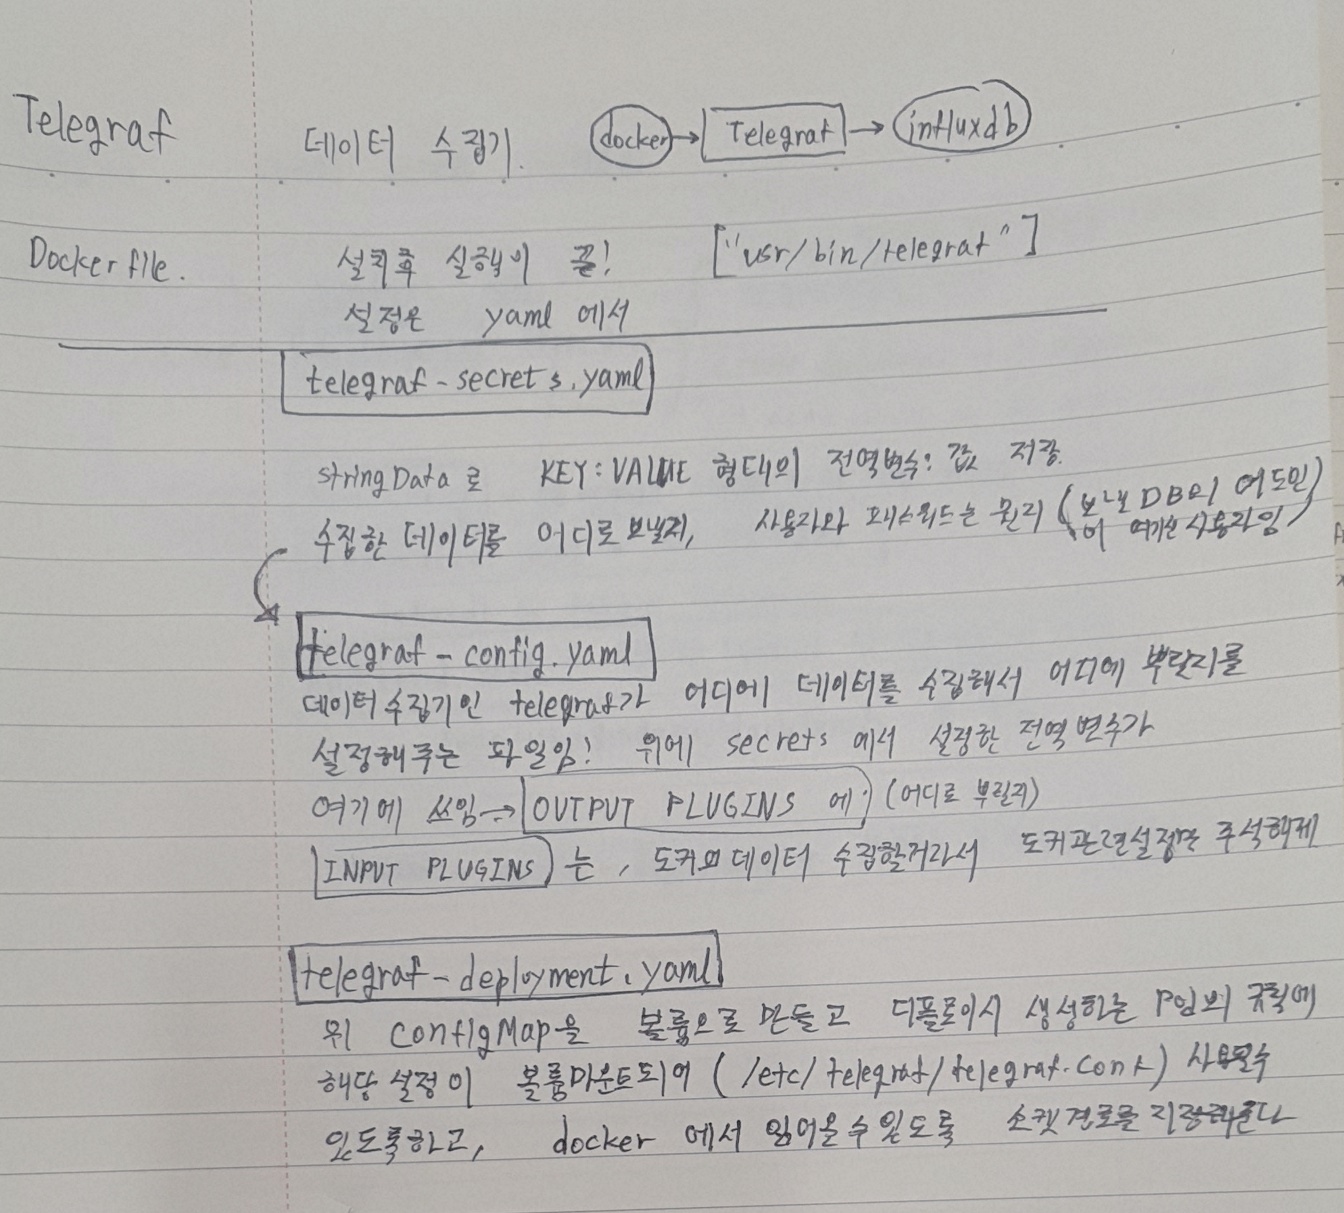 Telegraf 데이터 수집기. docker → Telegraf → influxdb
Dockerfile. 설치후 실행이 끝! ["usr/bin/telegraf"]
설정은 yaml 에서
telegraf-secrets.yaml
stringData로 KEY:VALUE 형태의 전역변수: 값 저장
수집한 데이터를 어디로 보낼지, 사용자와 패스워드는 뭔지 (보낼 DB의 어드민
이 여기선 사용자임)
telegraf-config.yaml
데이터수집기인 telegraf가 어디에 데이터를 수집해서 어디에 뿌릴지를
설정해주는 파일임! 위에 secrets 에서 설정한 전역 변수가
여기에 쓰임 → OUTPUT PLUGINS 에 (어디로 뿌릴지)
INPUT PLUGINS 는, 도커의 데이터 수집할거라서 도커관련설정만 주석해제
telegraf-deployment.yaml
위 ConfigMap을 볼륨으로 만들고 디플로이시 생성하는 규칙에
해당 설정이 볼륨마운트되어 (/etc/telegraf/telegraf.conf) 사용될수
있도록하고, docker 에서 읽어올수있도록 소켓경로를 지정해준다